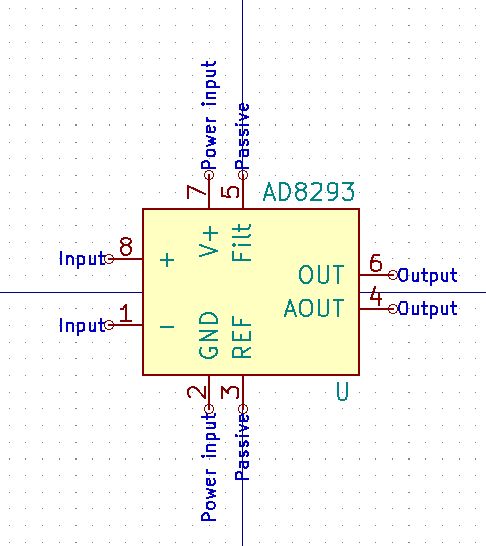 Power input
Passive
7
5
AD8293
V+
Filt
Input
8
+
OUT
6
Output
Input
1
-
AOUT
4
Output
GND
REF
2
3
U
Power input
Passive